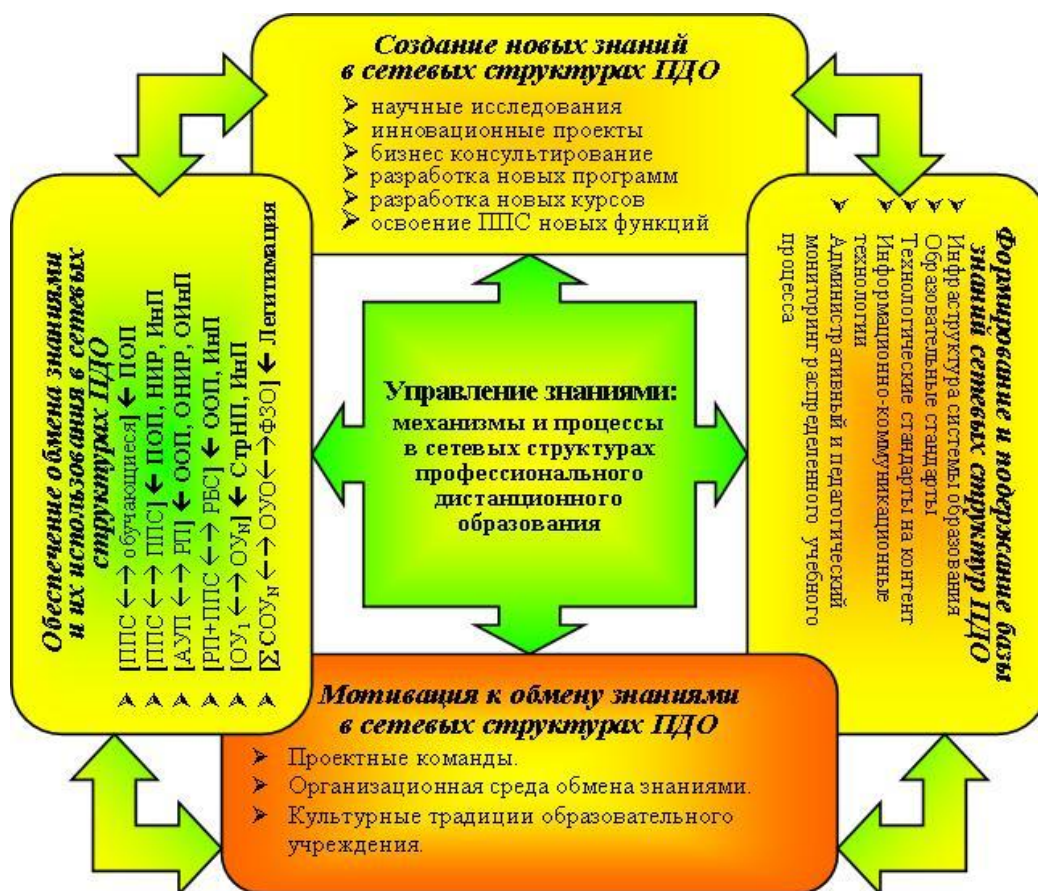 Создание новых знаний
в сетевых структурах ПДО
➤ научные исследования
➤ инновационные проекты
➤ бизнес консультирование
➤ разработка новых программ
➤ разработка новых курсов
➤ освоение ППС новых функций
Обеспечение обмена знаниями
и их использования в сетевых
структурах ПДО
➤ [ППС ←→ обучающиеся] ← ПОП
➤ [ППС ←→ ППС] ← ПОП, НИР, ИнП
➤ [АУП ←→ РП] ← ООП, ОНИР, ОИнП
➤ [РП+ППС ←→ РБС] ← ООП, ИнП
➤ [ОУ₁ ←→ ОУ_N] ← СтрНП, ИнП
➤ [∑СОУ_N ←→ ОУО ←→ ФЗО] ← Легитимация
Управление знаниями:
механизмы и процессы
в сетевых структурах
профессионального
дистанционного
образования
Формирование и подержание базы
знаний сетевых структур ПДО
➤ Инфраструктура системы образования
➤ Образовательные стандарты
➤ Технологические стандарты на контент
➤ Информационно-коммуникационные
технологии
➤ Административный и педагогический
мониторинг распределенного учебного
процесса
Мотивация к обмену знаниями
в сетевых структурах ПДО
➤ Проектные команды.
➤ Организационная среда обмена знаниями.
➤ Культурные традиции образовательного
учреждения.